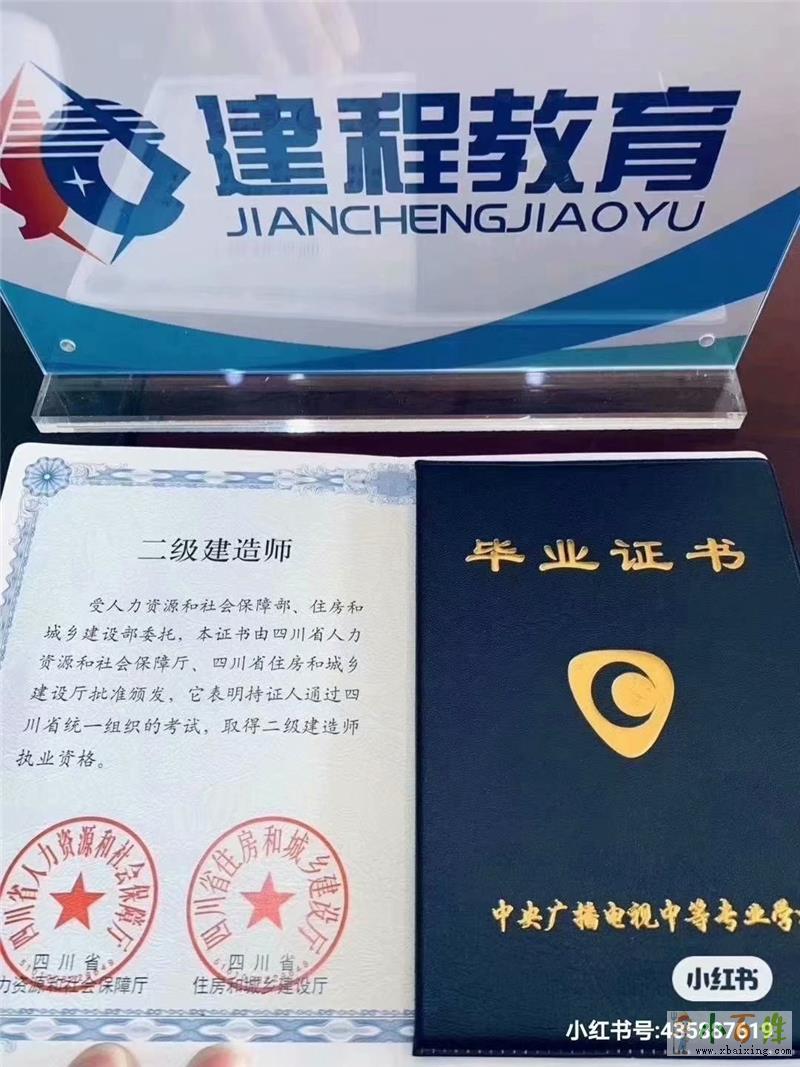 建程教育
JIANCHENGJIAOYU
二级建造师
受人力资源和社会保障部、住房和
城乡建设部委托，本证书由四川省人力
资源和社会保障厅、四川省住房和城乡
建设厅批准颁发，它表明持证人通过四
川省统一组织的考试，取得二级建造师
执业资格。
四川省人力资源和社会保障厅
四川省住房和城乡建设厅
四川省
力资源和社会保障厅
四川省
住房和城乡建设厅
毕业证书
中央广播电视中等专业学
小红书
小红书号:435887619
小百姓
www.xbaixing.com